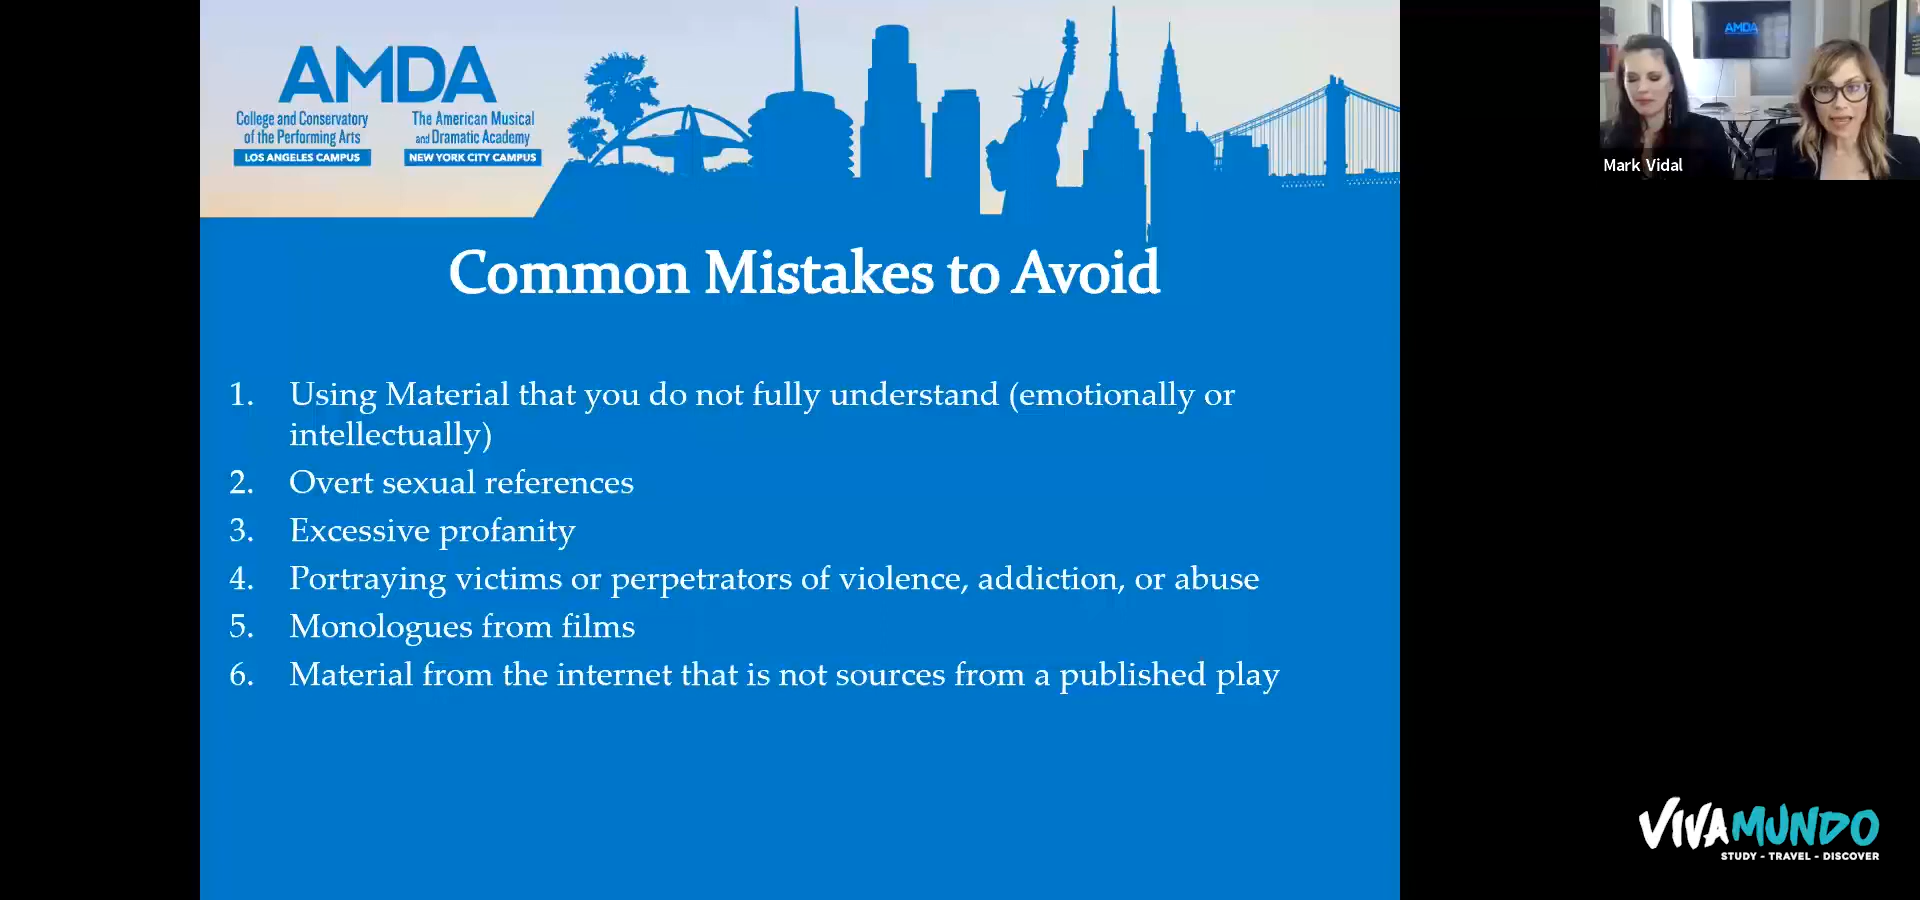 AMDA
College and Conservatory
of the Performing Arts
LOS ANGELES CAMPUS
The American Musical
and Dramatic Academy
NEW YORK CITY CAMPUS
AMDA
Mark Vidal
Common Mistakes to Avoid
1. Using Material that you do not fully understand (emotionally or
intellectually)
2. Overt sexual references
3. Excessive profanity
4. Portraying victims or perpetrators of violence, addiction, or abuse
5. Monologues from films
6. Material from the internet that is not sources from a published play
VIVAMUNDO
STUDY - TRAVEL - DISCOVER